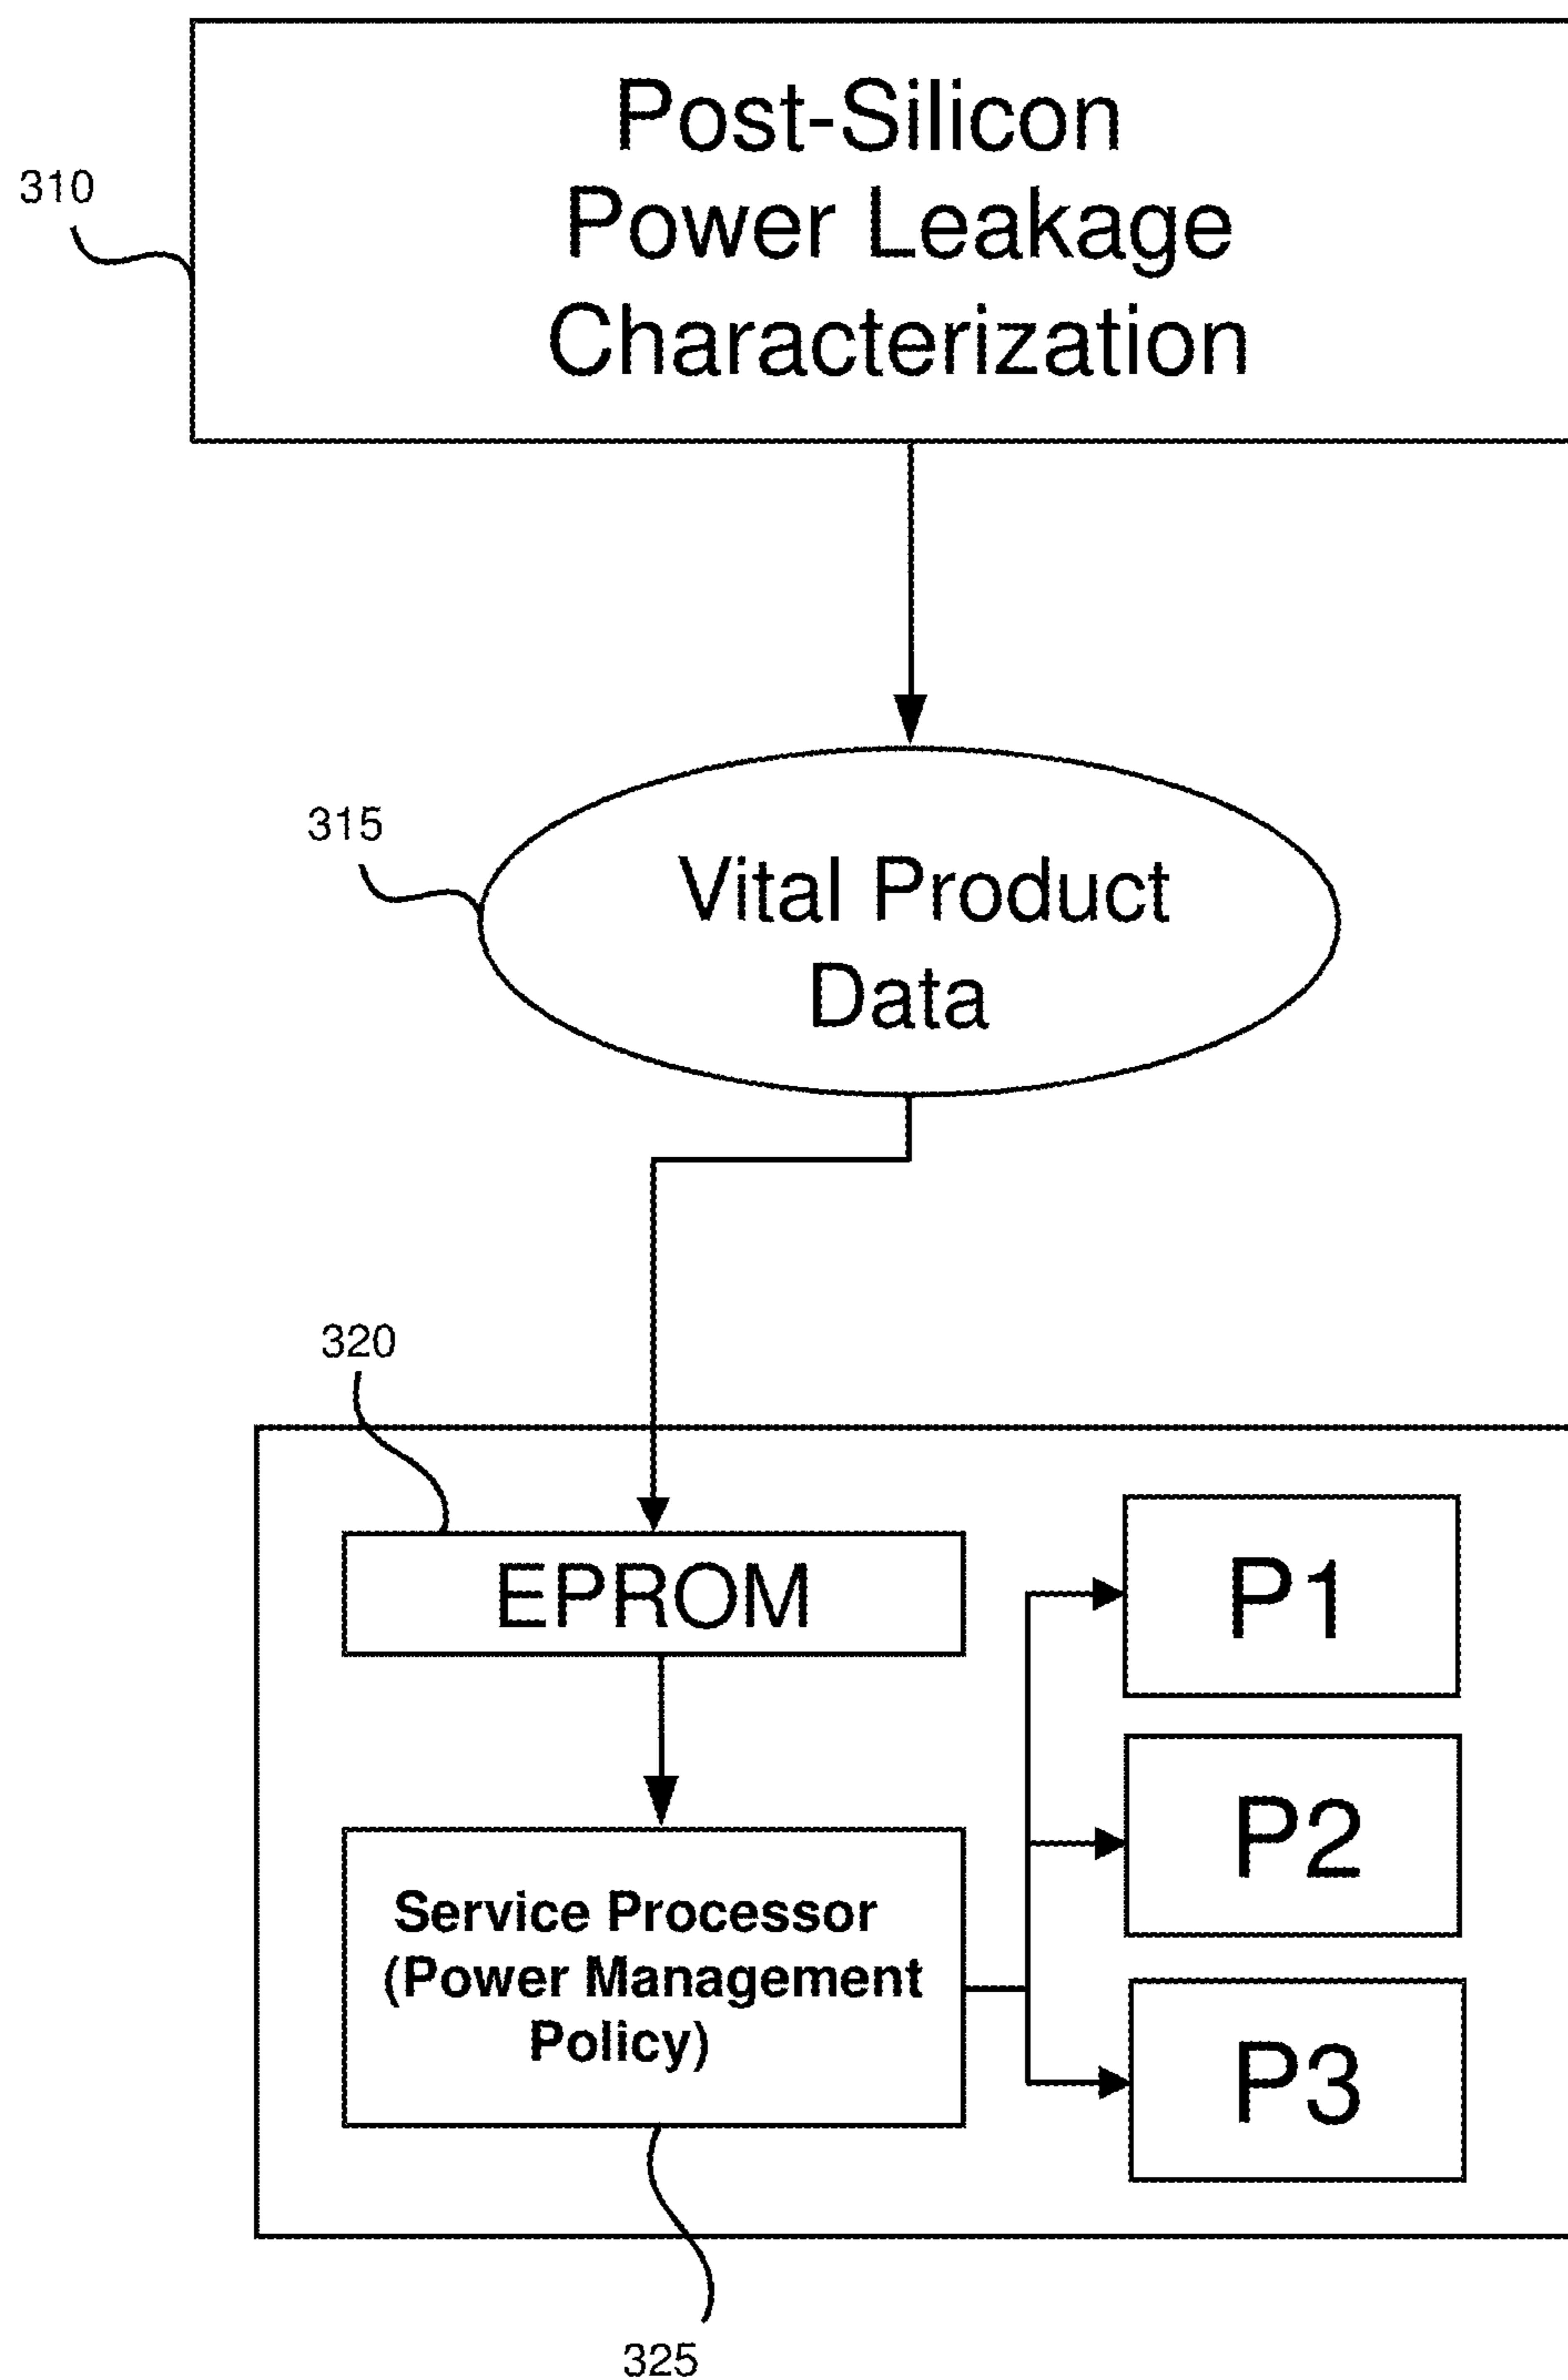 Post-Silicon
Power Leakage
Characterization
310
315
Vital Product
Data
320
EPROM
P1
P2
Service Processor
(Power Management
Policy)
P3
325